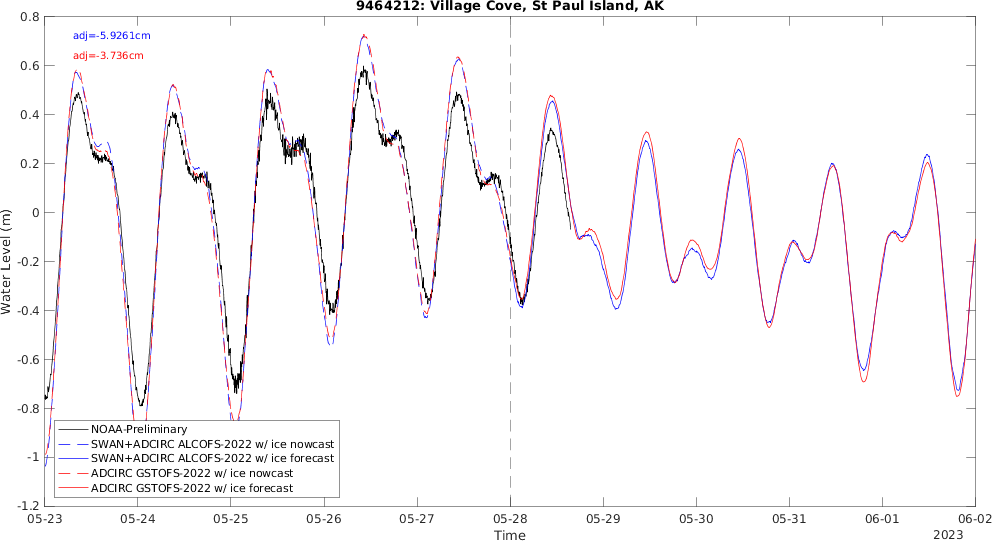 9464212: Village Cove, St Paul Island, AK
adj=-5.9261cm
adj=-3.736cm
Water Level (m)
0.8
0.6
0.4
0.2
0
-0.2
-0.4
-0.6
-0.8
-1
-1.2
NOAA-Preliminary
SWAN+ADCIRC ALCOFS-2022 w/ ice nowcast
SWAN+ADCIRC ALCOFS-2022 w/ ice forecast
ADCIRC GSTOFS-2022 w/ ice nowcast
ADCIRC GSTOFS-2022 w/ ice forecast
05-23 05-24 05-25 05-26 05-27 05-28 05-29 05-30 05-31 06-01 06-02
Time
2023